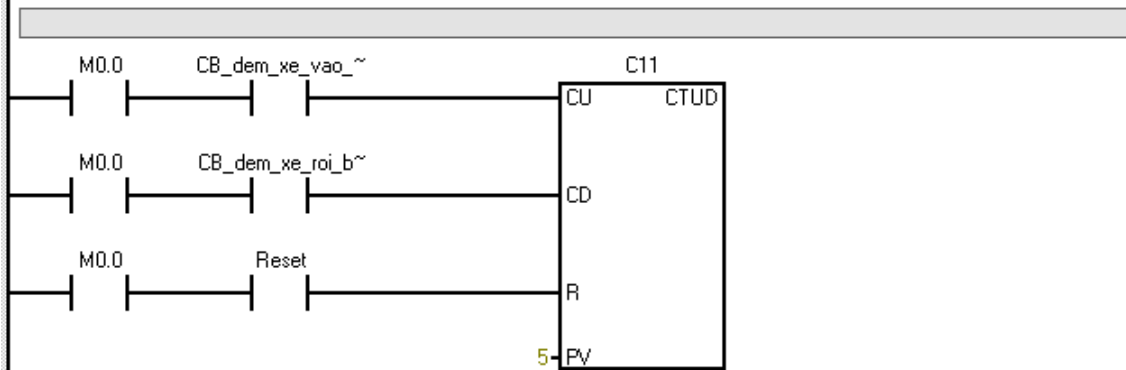 M0.0 CB_dem_xe_vao_~ C11
CU CTUD
M0.0 CB_dem_xe_roi_b~
CD
M0.0 Reset
R
5 PV